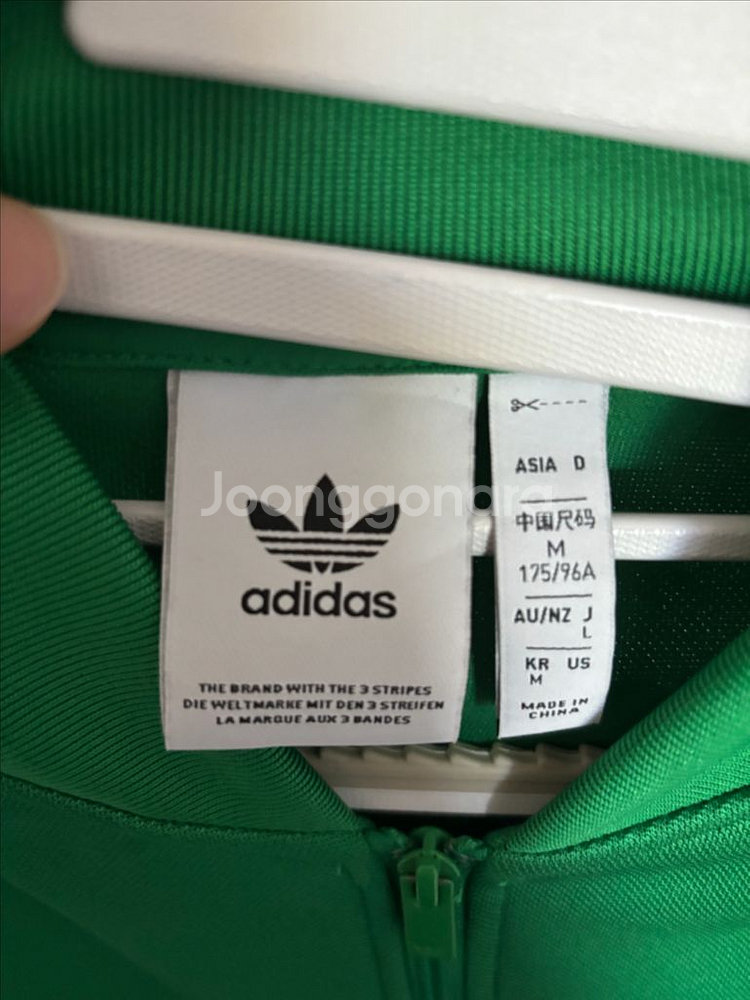 Joonggonara
adidas
THE BRAND WITH THE 3 STRIPES
DIE WELTMARKE MIT DEN 3 STREIFEN
LA MARQUE AUX 3 BANDES
ASIA D
中国尺码
M
175/96A
AU/NZ J
L
KR US
M
MADE IN
CHINA